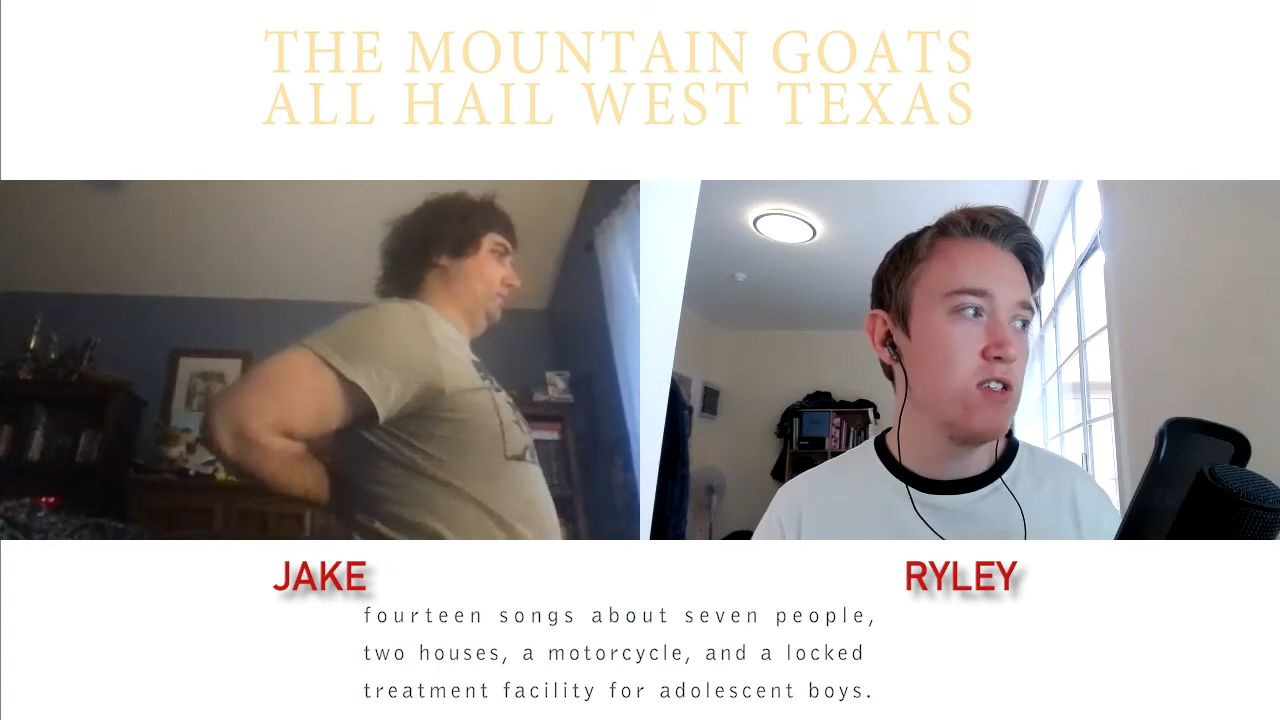 THE MOUNTAIN GOATS
ALL HAIL WEST TEXAS
JAKE
RYLEY
fourteen songs about seven people,
two houses, a motorcycle, and a locked
treatment facility for adolescent boys.